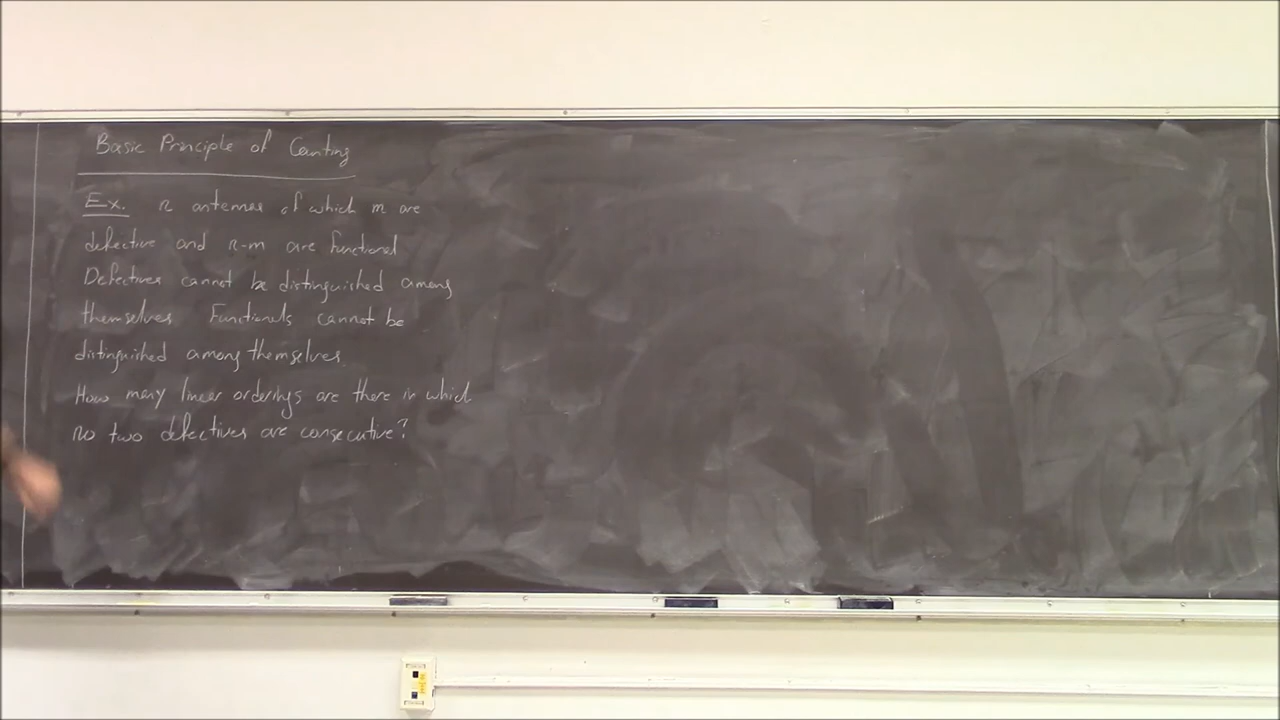 Basic Principle of Counting
Ex. n antennas of which m are
defective and n-m are functional
Defectives cannot be distinguished among
themselves Functionals cannot be
distinguished among themselves.
How many linear orderings are there in which
no two defectives are consecutive?